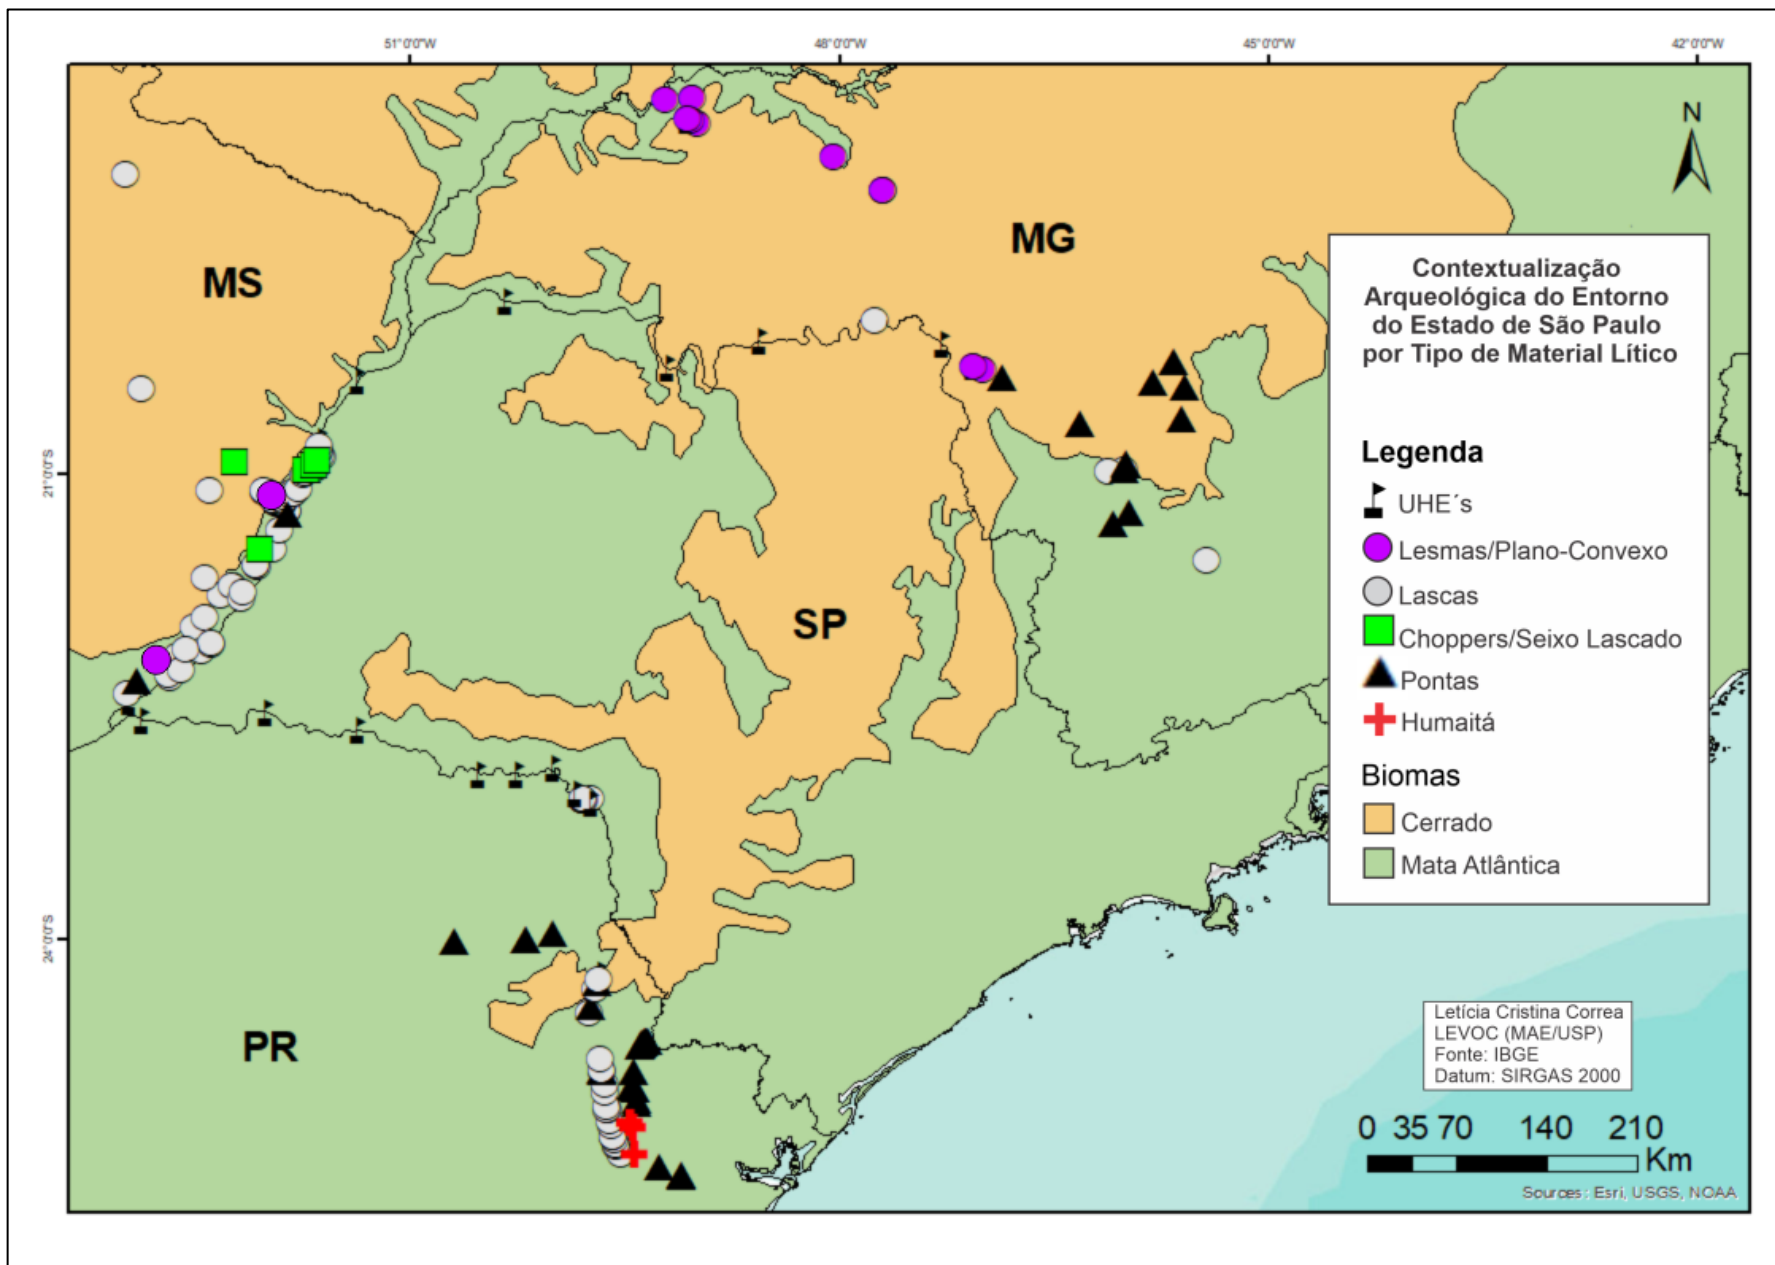 51°0'0"W
48°0'0"W
45°0'0"W
42°0'0"W
N
MG
MS
Contextualização
Arqueológica do Entorno
do Estado de São Paulo
por Tipo de Material Lítico
Legenda
21°0'0"S
UHE´s
Lesmas/Plano-Convexo
Lascas
SP
Choppers/Seixo Lascado
Pontas
Humaitá
Biomas
Cerrado
Mata Atlântica
24°0'0"S
PR
Letícia Cristina Correa
LEVOC (MAE/USP)
Fonte: IBGE
Datum: SIRGAS 2000
0 35 70 140 210
Km
Sources: Esri, USGS, NOAA